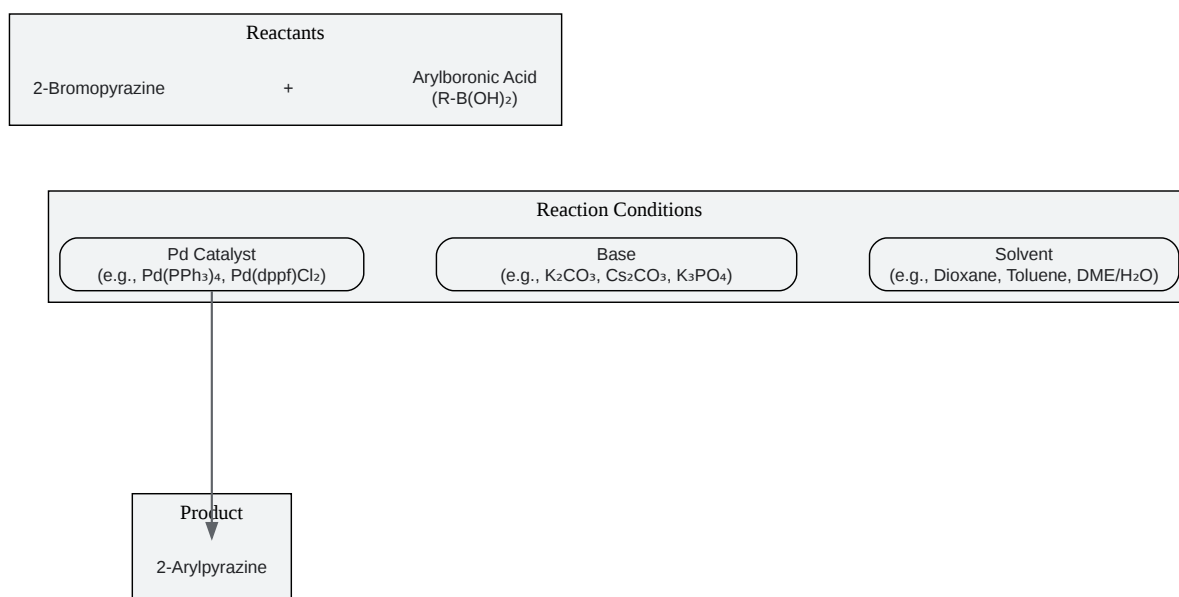 Reactants
2-Bromopyrazine
+
Arylboronic Acid
(R-B(OH)₂)
Reaction Conditions
Pd Catalyst
(e.g., Pd(PPh₃)₄, Pd(dppf)Cl₂)
Base
(e.g., K₂CO₃, Cs₂CO₃, K₃PO₄)
Solvent
(e.g., Dioxane, Toluene, DME/H₂O)
Product
2-Arylpyrazine